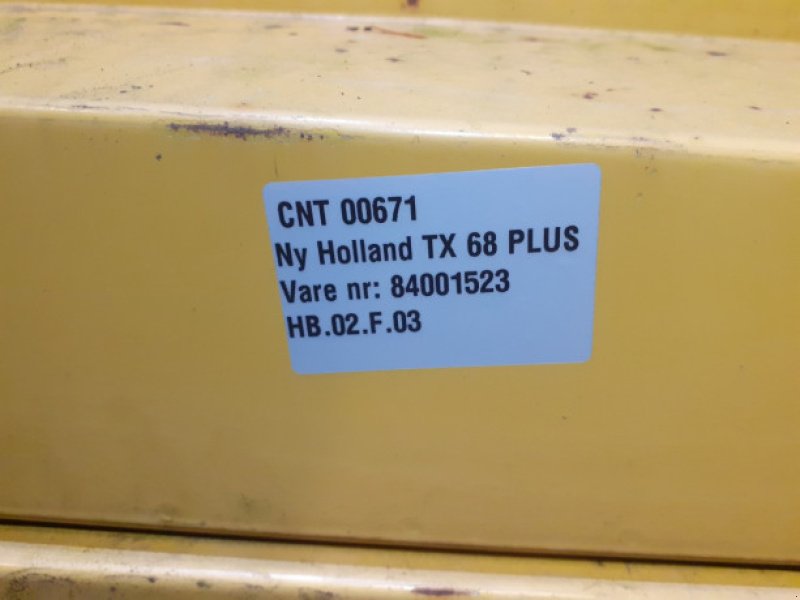 CNT 00671
Ny Holland TX 68 PLUS
Vare nr: 84001523
HB.02.F.03